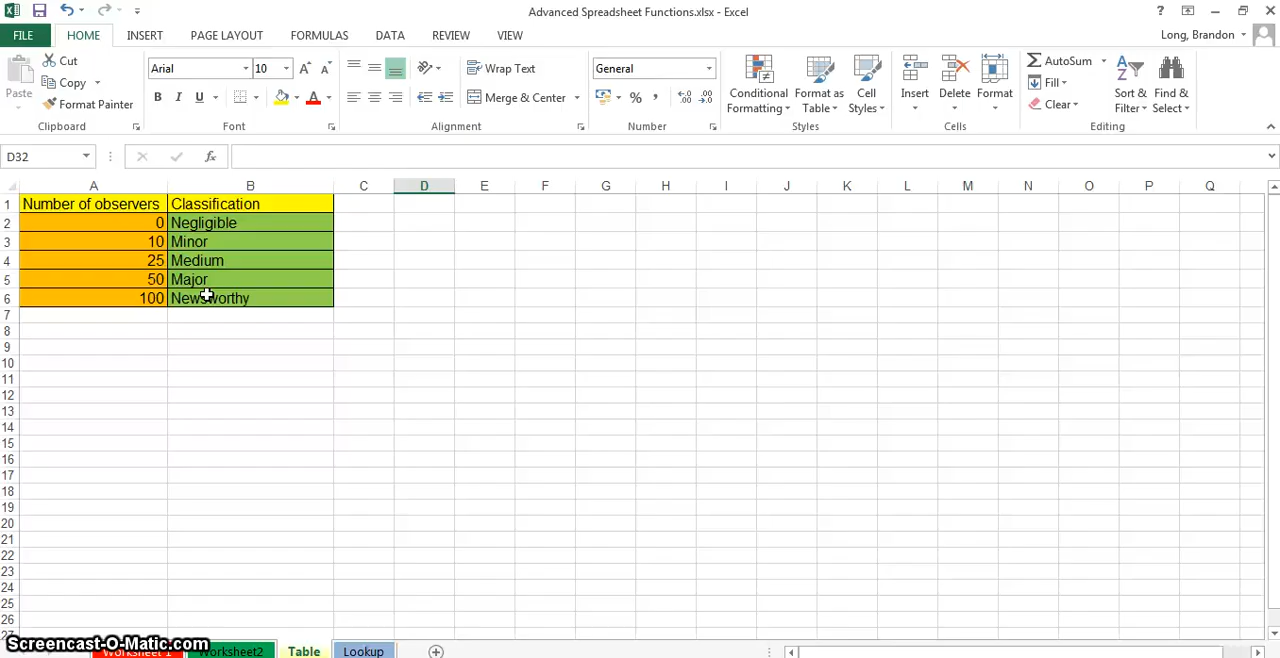 Advanced Spreadsheet Functions.xlsx - Excel
?
FILE HOME INSERT PAGE LAYOUT FORMULAS DATA REVIEW VIEW Long, Brandon
Paste
Cut
Copy
Format Painter
Clipboard
Arial 10
B I U
Font
Wrap Text
Merge & Center
Alignment
General
%
Number
Conditional Formatting
Format as Table
Cell Styles
Styles
Insert Delete Format
Cells
AutoSum
Fill
Clear
Sort & Filter
Find & Select
Editing
D32
fx
A B C D E F G H I J K L M N O P Q
1 Number of observers Classification
2 0 Negligible
3 10 Minor
4 25 Medium
5 50 Major
6 100 Newsworthy
7
8
9
10
11
12
13
14
15
16
17
18
19
20
21
22
23
24
25
26
27
Screencast-O-Matic.com
Worksheet 1 Worksheet2 Table Lookup